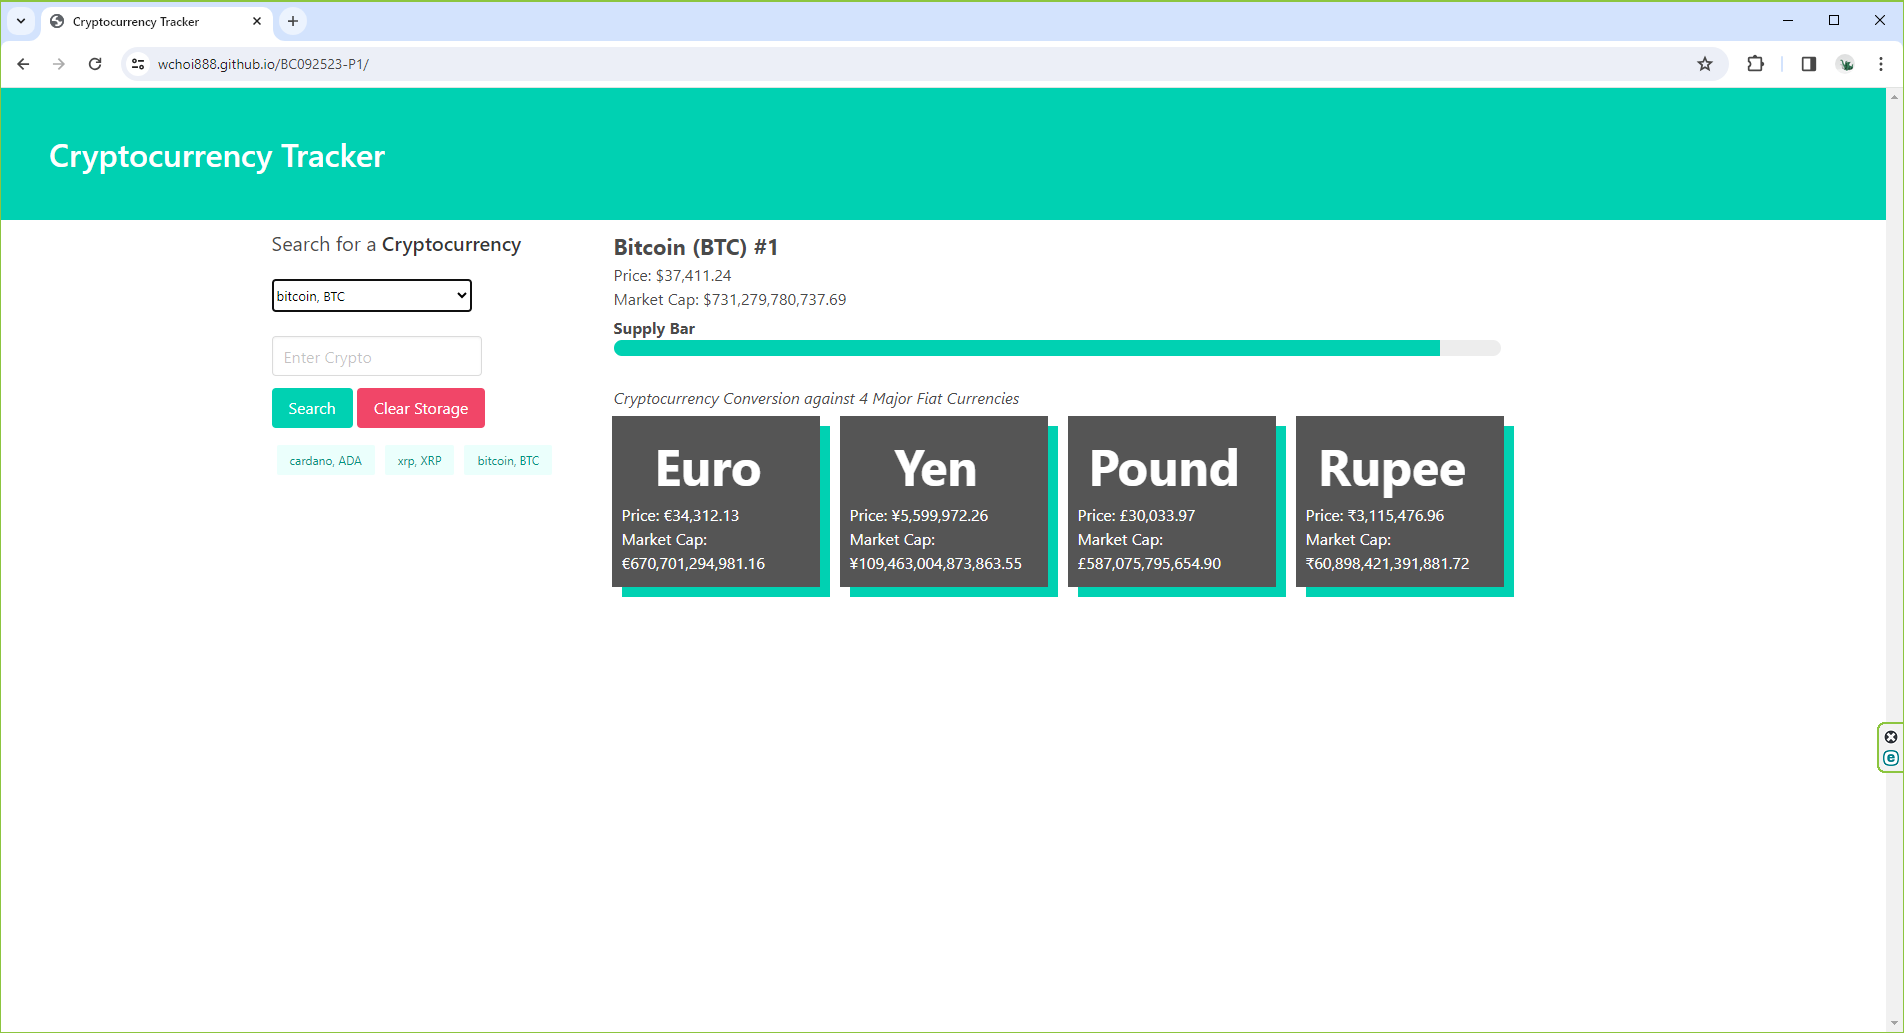 Cryptocurrency Tracker
wchoi888.github.io/BC092523-P1/
Cryptocurrency Tracker
Search for a Cryptocurrency
bitcoin, BTC
Enter Crypto
Search
Clear Storage
cardano, ADA
xrp, XRP
bitcoin, BTC
Bitcoin (BTC) #1
Price: $37,411.24
Market Cap: $731,279,780,737.69
Supply Bar
Cryptocurrency Conversion against 4 Major Fiat Currencies
Euro
Price: €34,312.13
Market Cap:
€670,701,294,981.16
Yen
Price: ¥5,599,972.26
Market Cap:
¥109,463,004,873,863.55
Pound
Price: £30,033.97
Market Cap:
£587,075,795,654.90
Rupee
Price: ₹3,115,476.96
Market Cap:
₹60,898,421,391,881.72